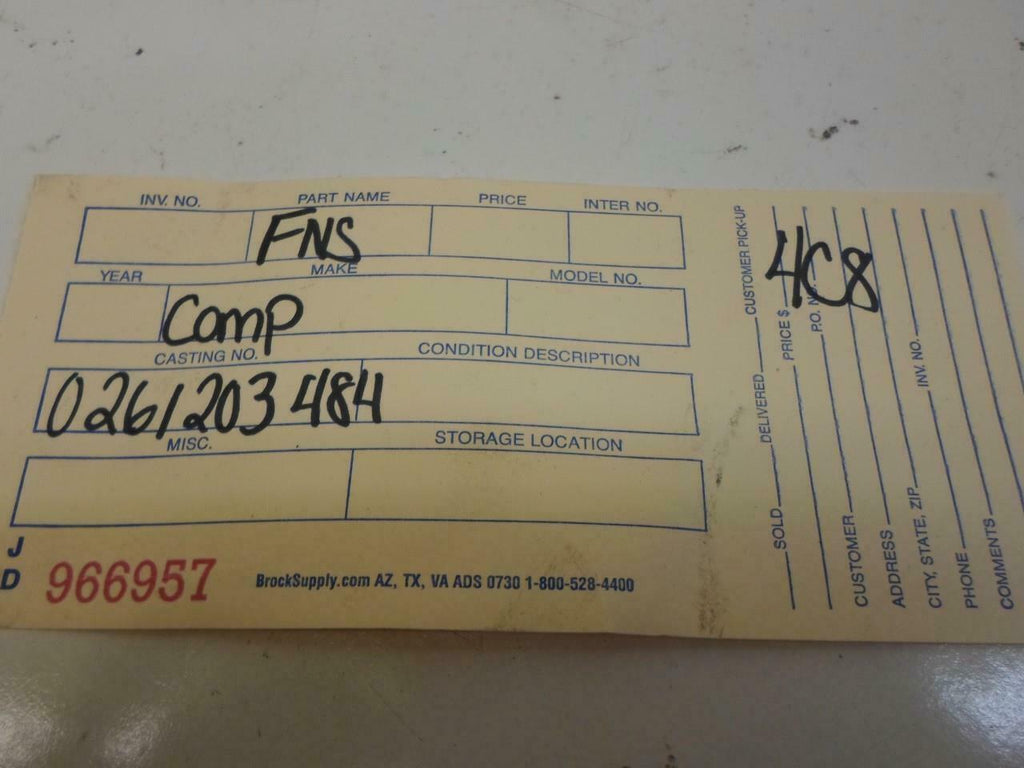 INV. NO. PART NAME PRICE INTER NO.
FNS
YEAR MAKE MODEL NO.
Comp
CASTING NO. CONDITION DESCRIPTION
0261203484
MISC. STORAGE LOCATION
J
D
966957
BrockSupply.com AZ, TX, VA ADS 0730 1-800-528-4400
4C8
SOLD DELIVERED CUSTOMER PICK-UP
PRICE $
P.O. NO.
CUSTOMER
ADDRESS
CITY, STATE, ZIP INV. NO.
PHONE
COMMENTS